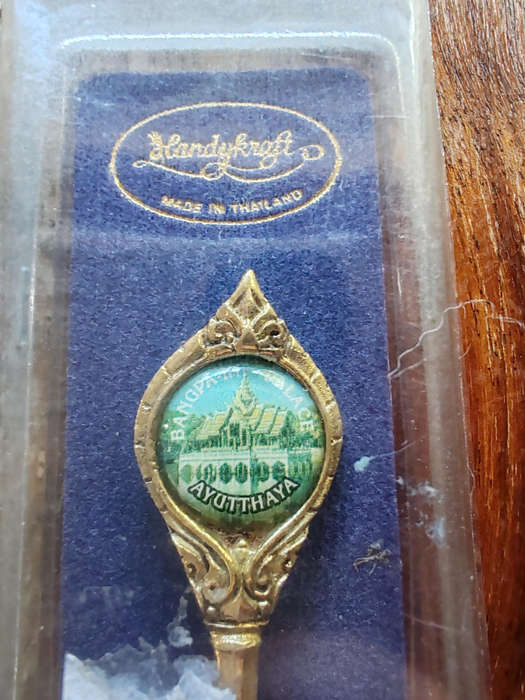 Handykraft
MADE IN THAILAND
BANGPA-IN PALACE
AYUTTHAYA